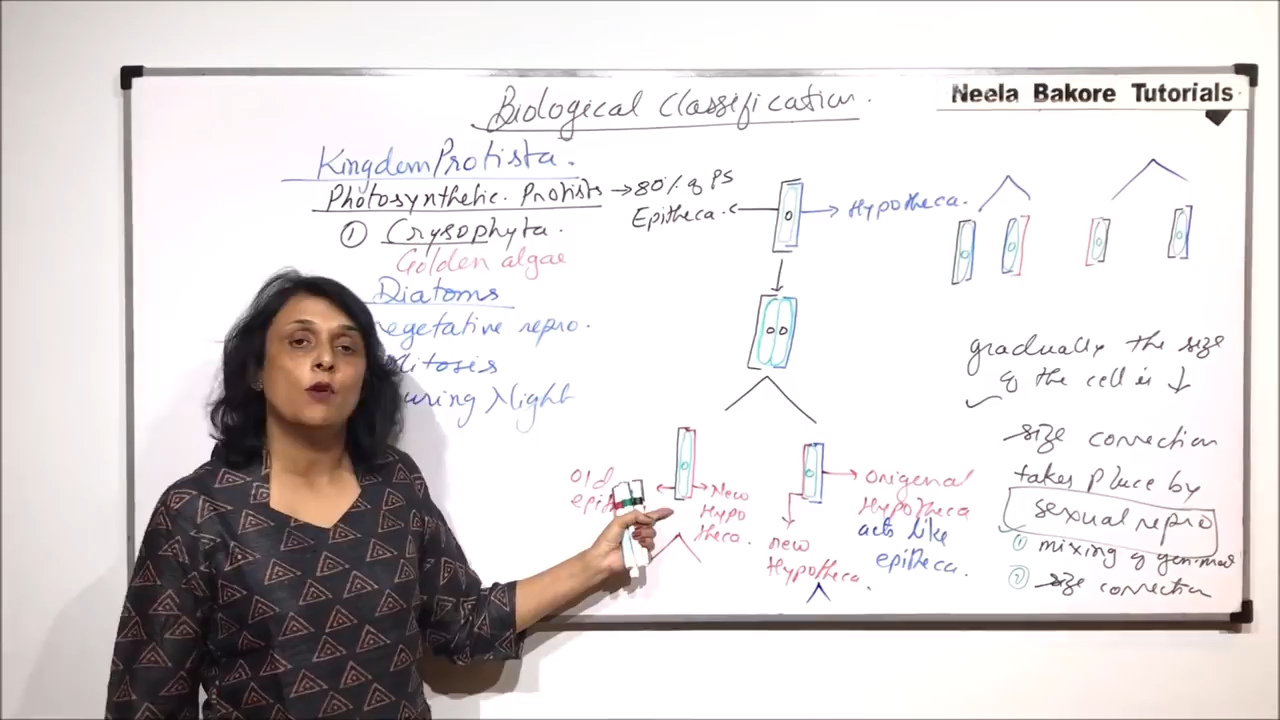 Biological Classification.
Neela Bakore Tutorials
Kingdom Protista.
Photosynthetic. Protists → 80% of PS
① Crysophyta.
Golden algae
Diatoms
vegetative repro.
Mitosis
During Night
Epitheca.
Hypotheca.
Old
New
Hypo
theca.
new
Hypotheca.
Origenal
Hypotheca
acts like
epitheca.
gradually the size
of the cell is ↓
size correction
takes place by
sexual repro
① mixing of gen. mat
② size correction